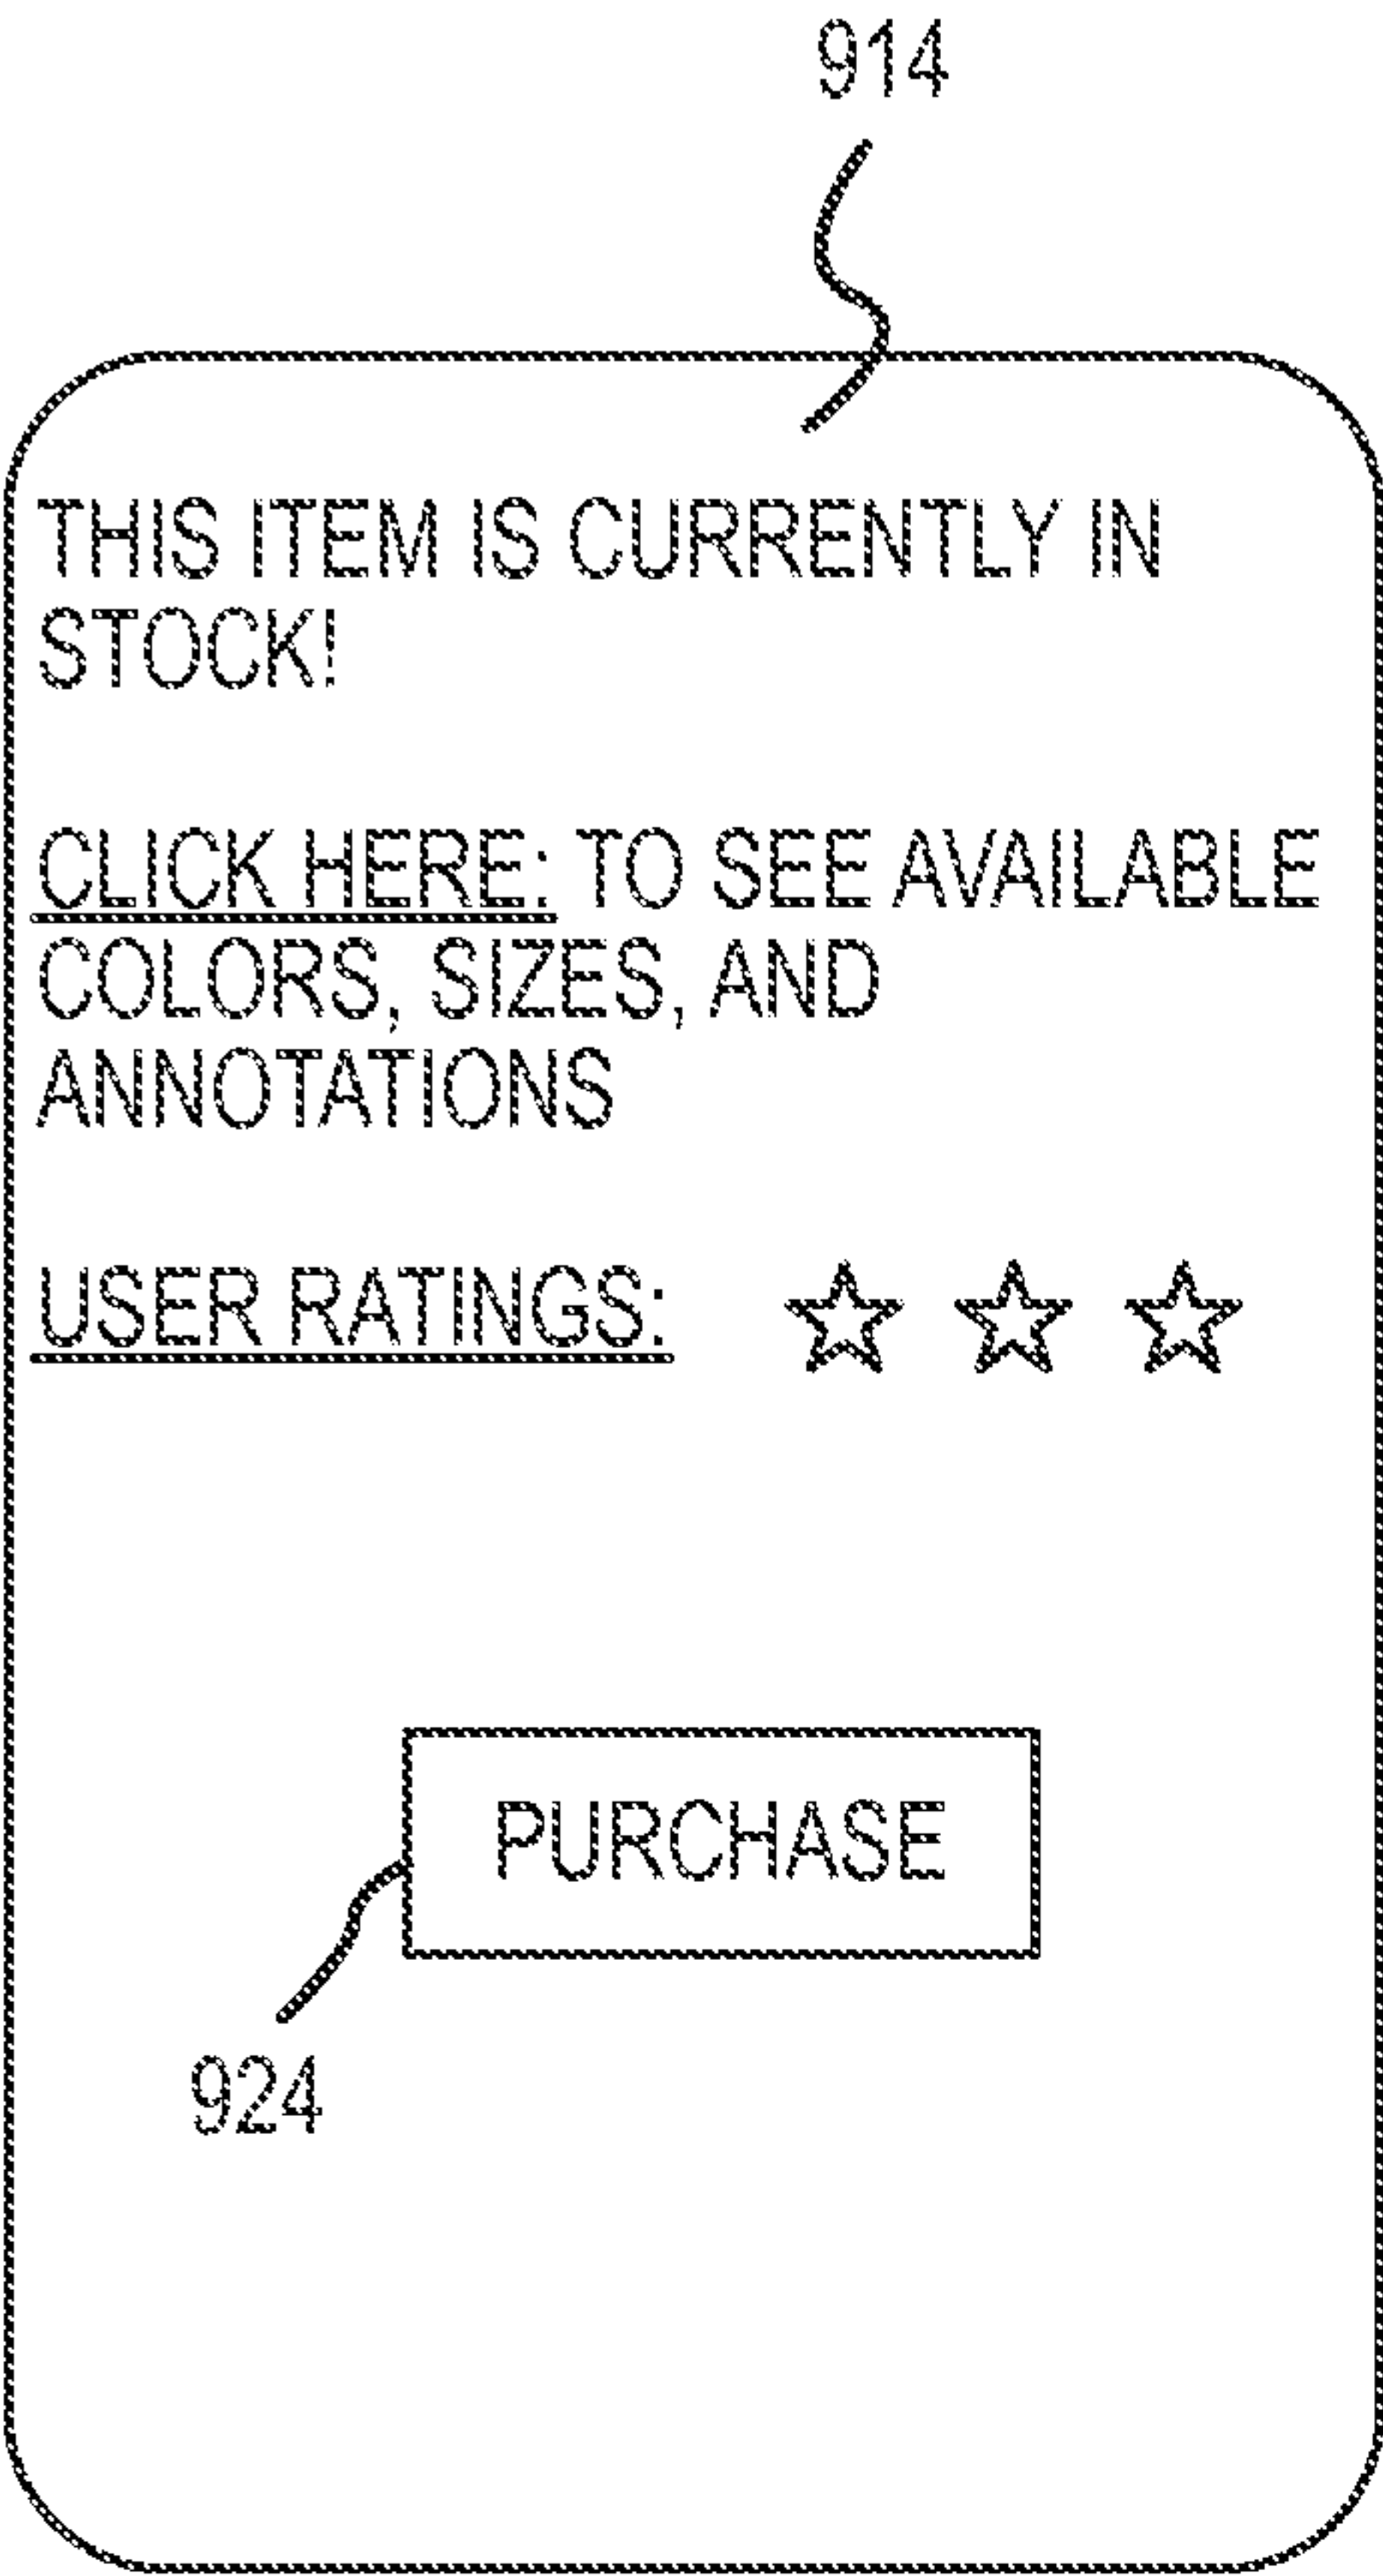 914
THIS ITEM IS CURRENTLY IN
STOCK!
CLICK HERE: TO SEE AVAILABLE
COLORS, SIZES, AND
ANNOTATIONS
USER RATINGS:
PURCHASE
924